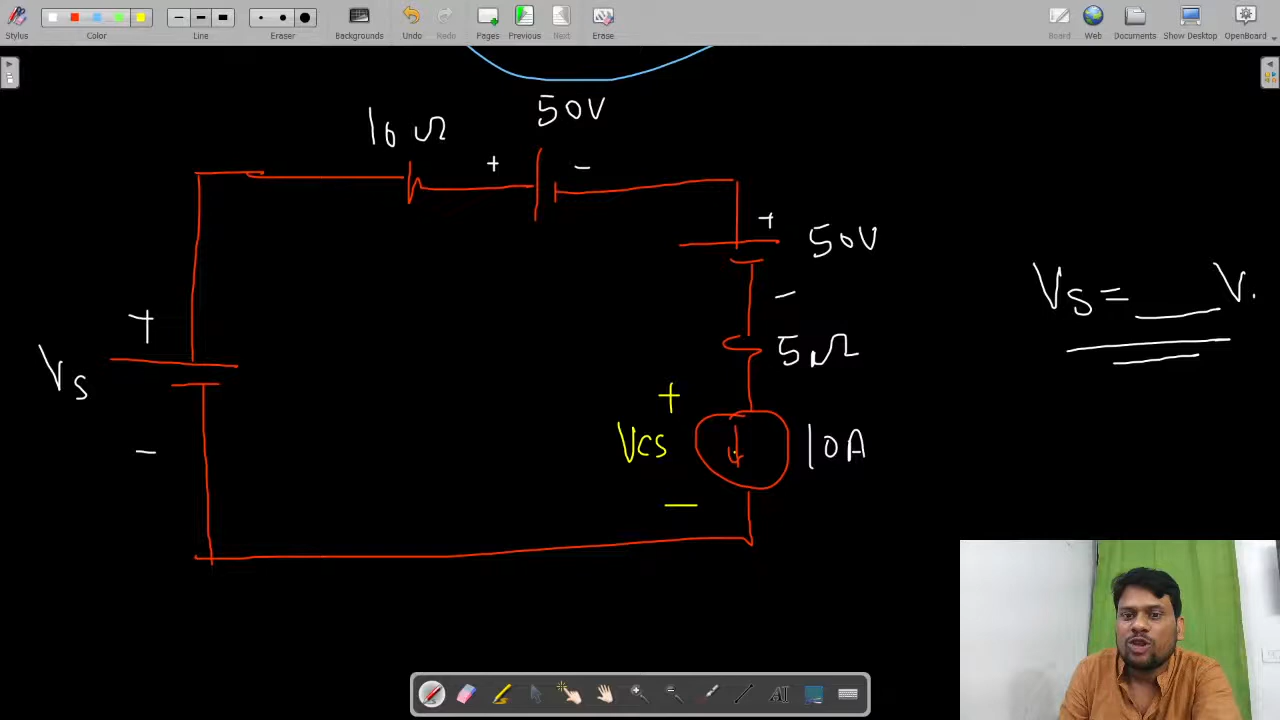 Stylus
Color
Line
Eraser
Backgrounds
Undo
Redo
Pages
Previous
Next
Erase
Board
Web
Documents
Show Desktop
OpenBoard
10 Ω
50V
+
-
+
50V
-
+
Vs
-
5Ω
+
Vcs
-
10A
Vs = ___ V.
AI